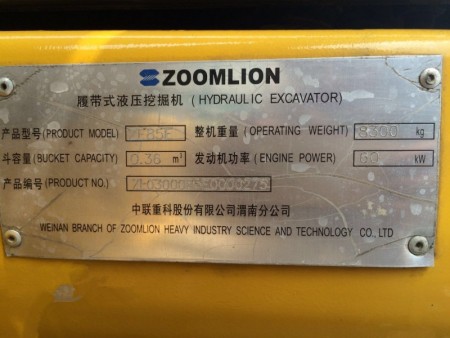 ZOOMLION
履带式液压挖掘机 (HYDRAULIC EXCAVATOR)
产品型号(PRODUCT MODEL) 整机重量(OPERATING WEIGHT) 8300 kg
斗容量(BUCKET CAPACITY) 0.36 m³ 发动机功率(ENGINE POWER) 60 kW
产品编号(PRODUCT NO.)
中联重科股份有限公司渭南分公司
WEINAN BRANCH OF ZOOMLION HEAVY INDUSTRY SCIENCE AND TECHNOLOGY CO.,LTD